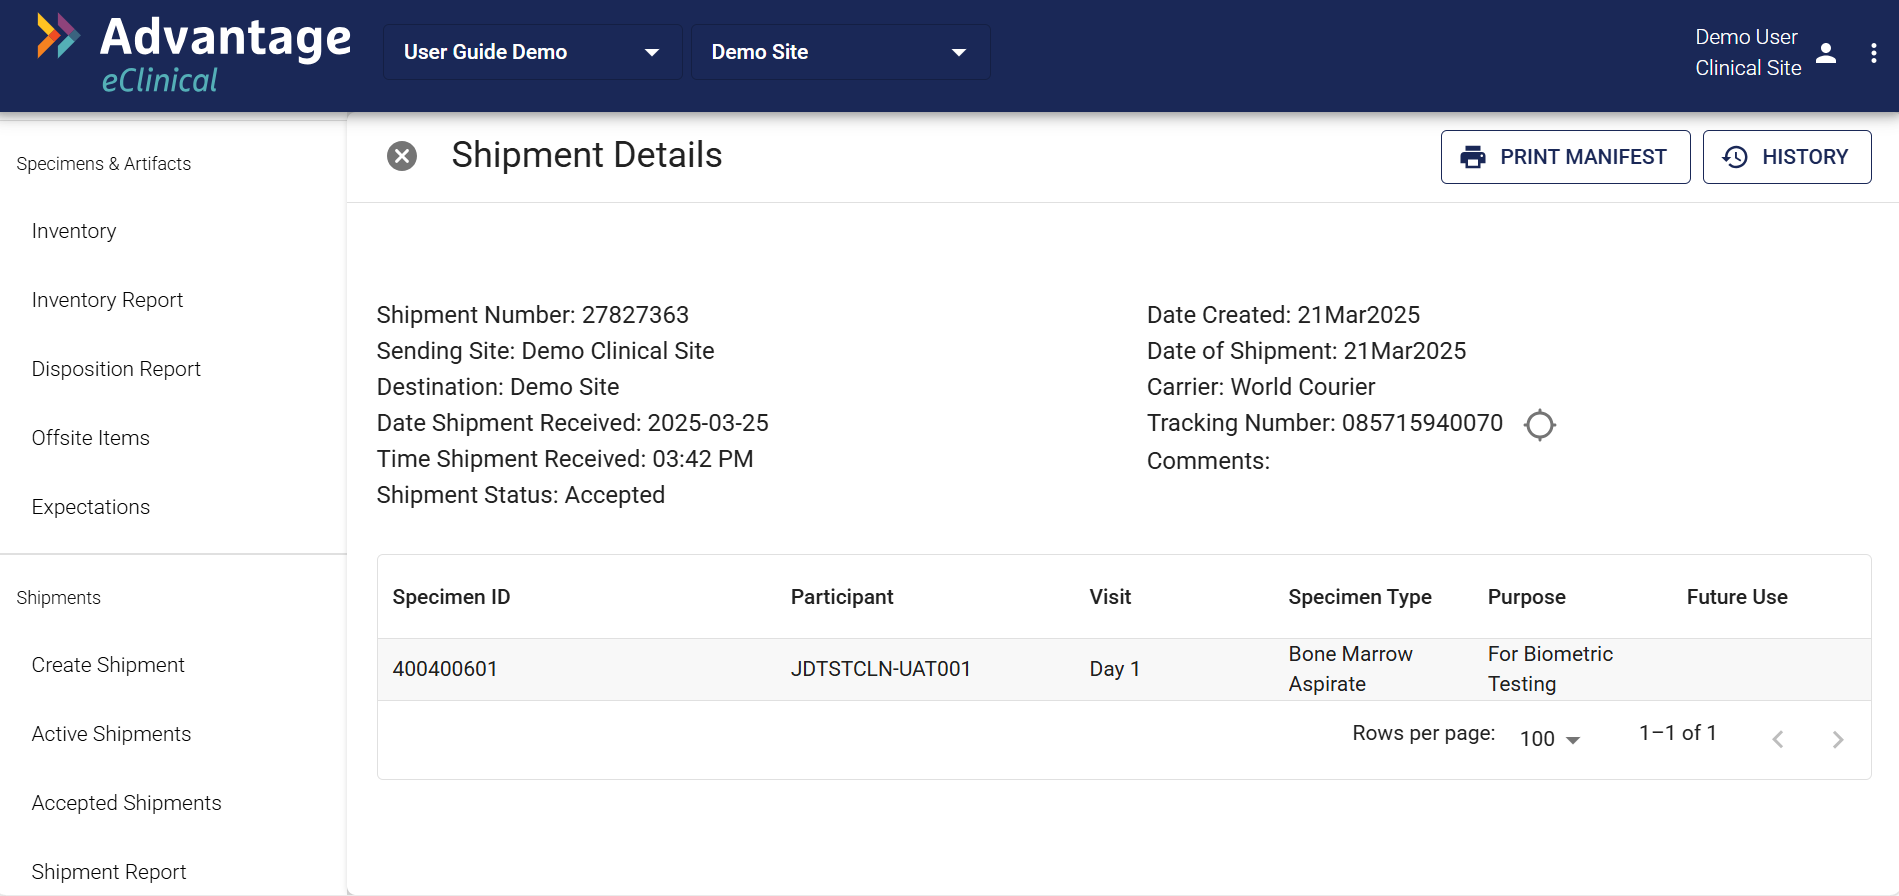 Advantage
eClinical
User Guide Demo
Demo Site
Demo User
Clinical Site
Specimens & Artifacts
Inventory
Inventory Report
Disposition Report
Offsite Items
Expectations
Shipments
Create Shipment
Active Shipments
Accepted Shipments
Shipment Report
Shipment Details
PRINT MANIFEST
HISTORY
Shipment Number: 27827363
Sending Site: Demo Clinical Site
Destination: Demo Site
Date Shipment Received: 2025-03-25
Time Shipment Received: 03:42 PM
Shipment Status: Accepted
Date Created: 21Mar2025
Date of Shipment: 21Mar2025
Carrier: World Courier
Tracking Number: 085715940070
Comments:
Specimen ID Participant Visit Specimen Type Purpose Future Use
400400601 JDTSTCLN-UAT001 Day 1 Bone Marrow Aspirate For Biometric Testing
Rows per page: 100 1–1 of 1